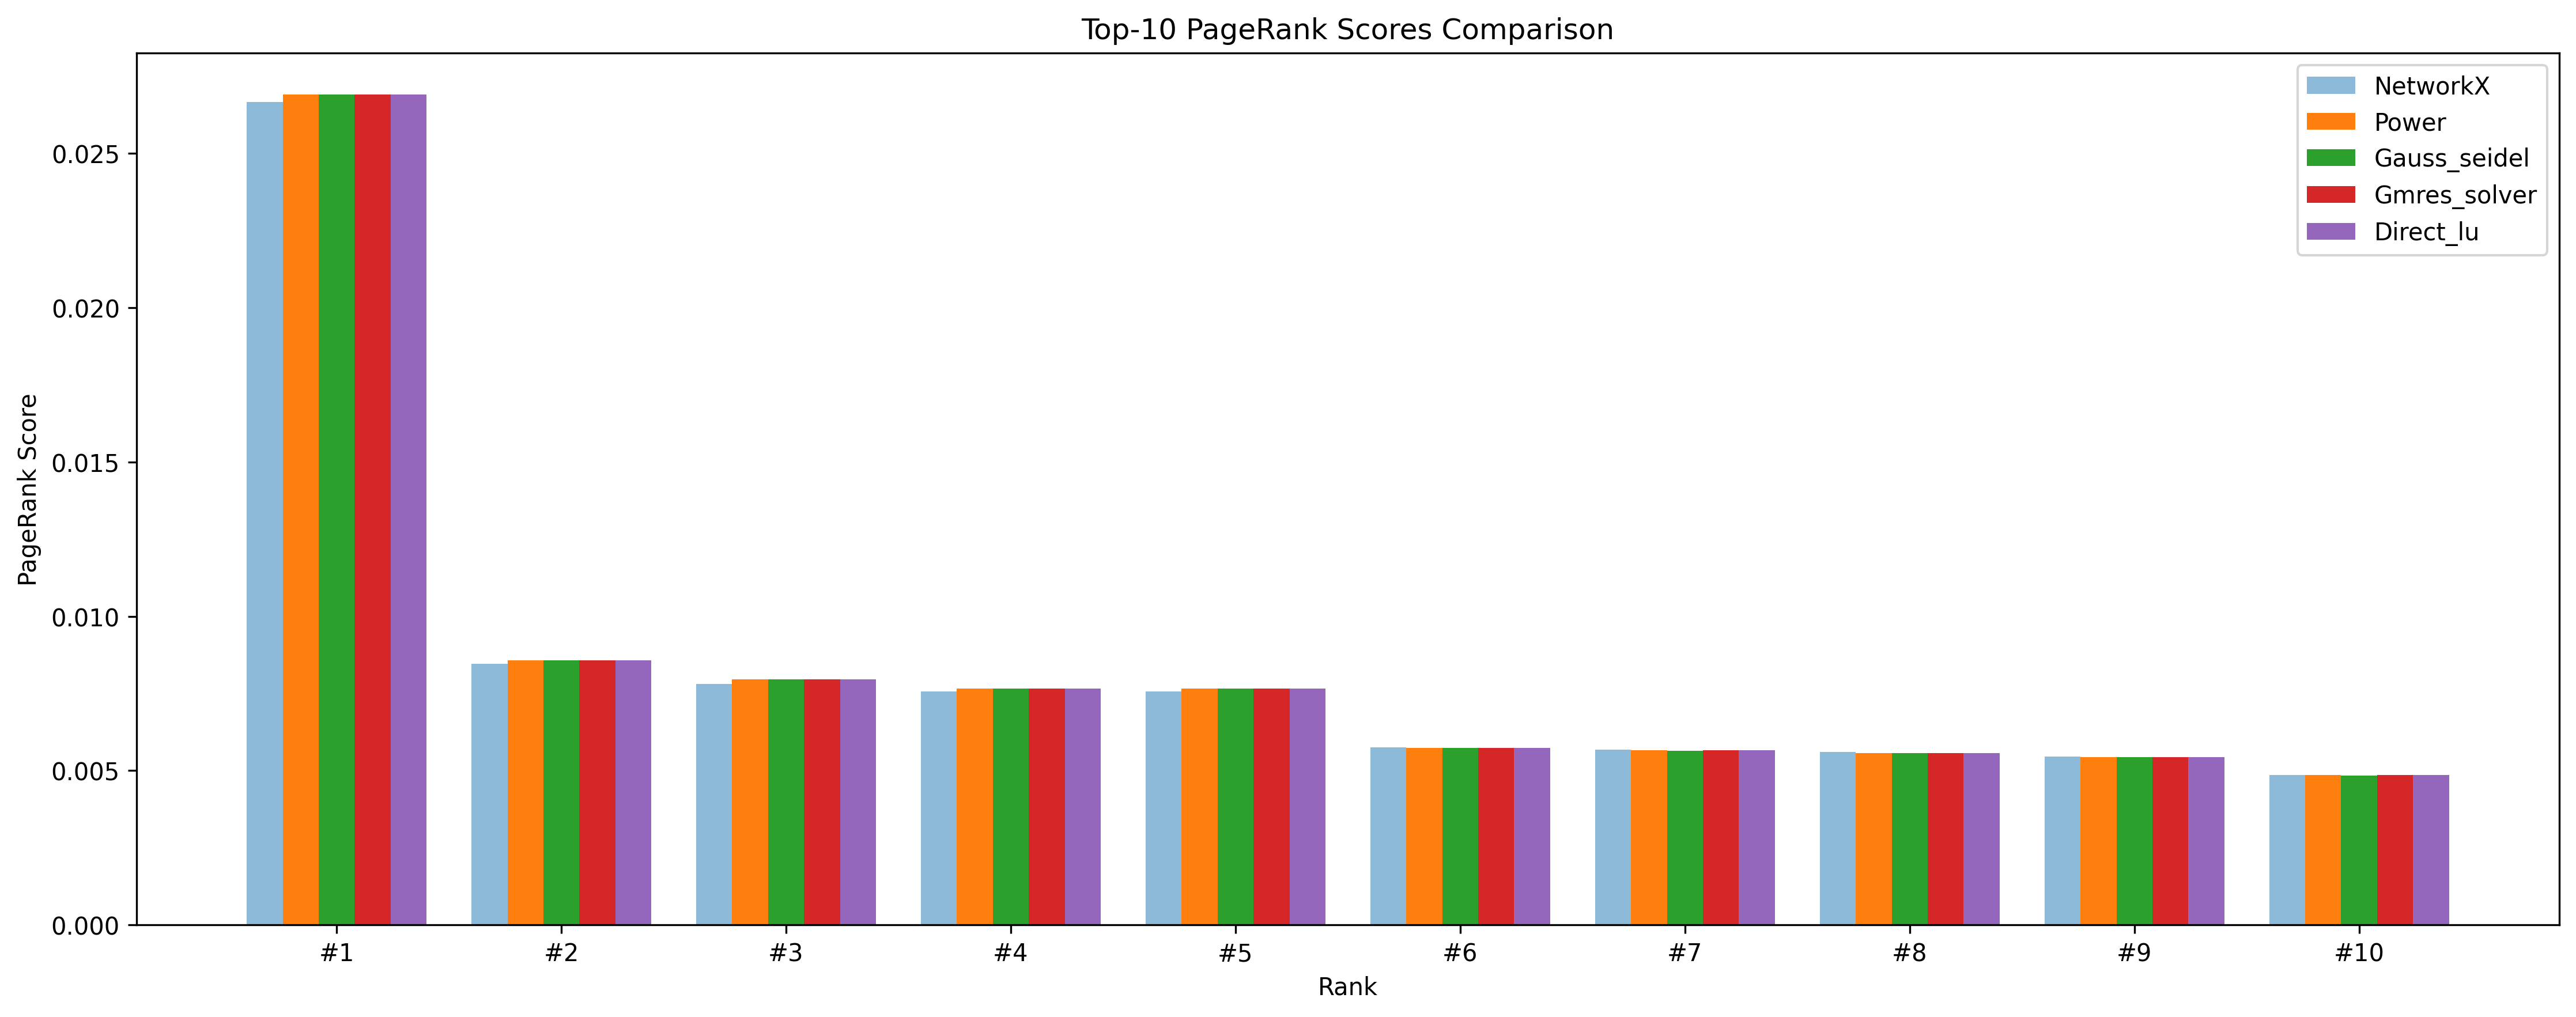 Top-10 PageRank Scores Comparison
NetworkX
Power
Gauss_seidel
Gmres_solver
Direct_lu
PageRank Score
0.025
0.020
0.015
0.010
0.005
0.000
#1 #2 #3 #4 #5 #6 #7 #8 #9 #10
Rank